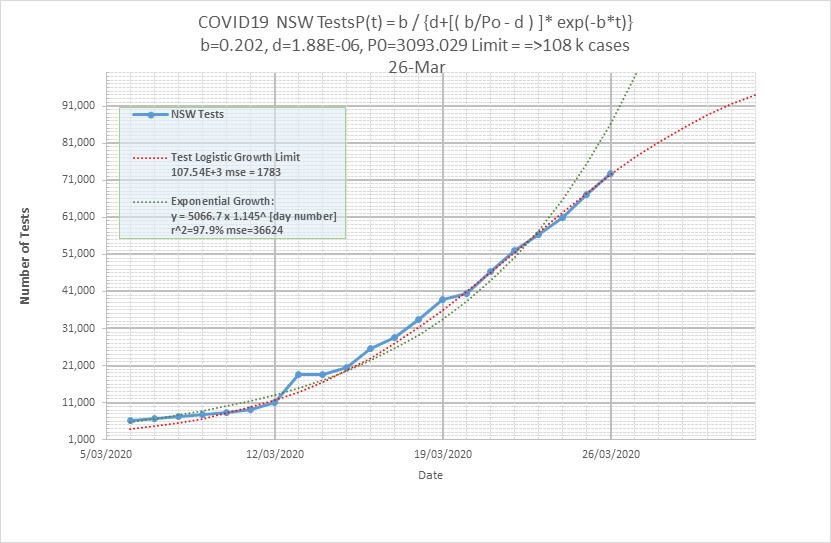 COVID19 NSW TestsP(t) = b / {d+[( b/Po - d ) ]* exp(-b*t)}
b=0.202, d=1.88E-06, P0=3093.029 Limit = =>108 k cases
26-Mar
91,000
81,000
71,000
61,000
51,000
41,000
31,000
21,000
11,000
1,000
Number of Tests
NSW Tests
Test Logistic Growth Limit
107.54E+3 mse = 1783
Exponential Growth:
y = 5066.7 x 1.145^ [day number]
r^2=97.9% mse=36624
5/03/2020
12/03/2020
19/03/2020
26/03/2020
Date